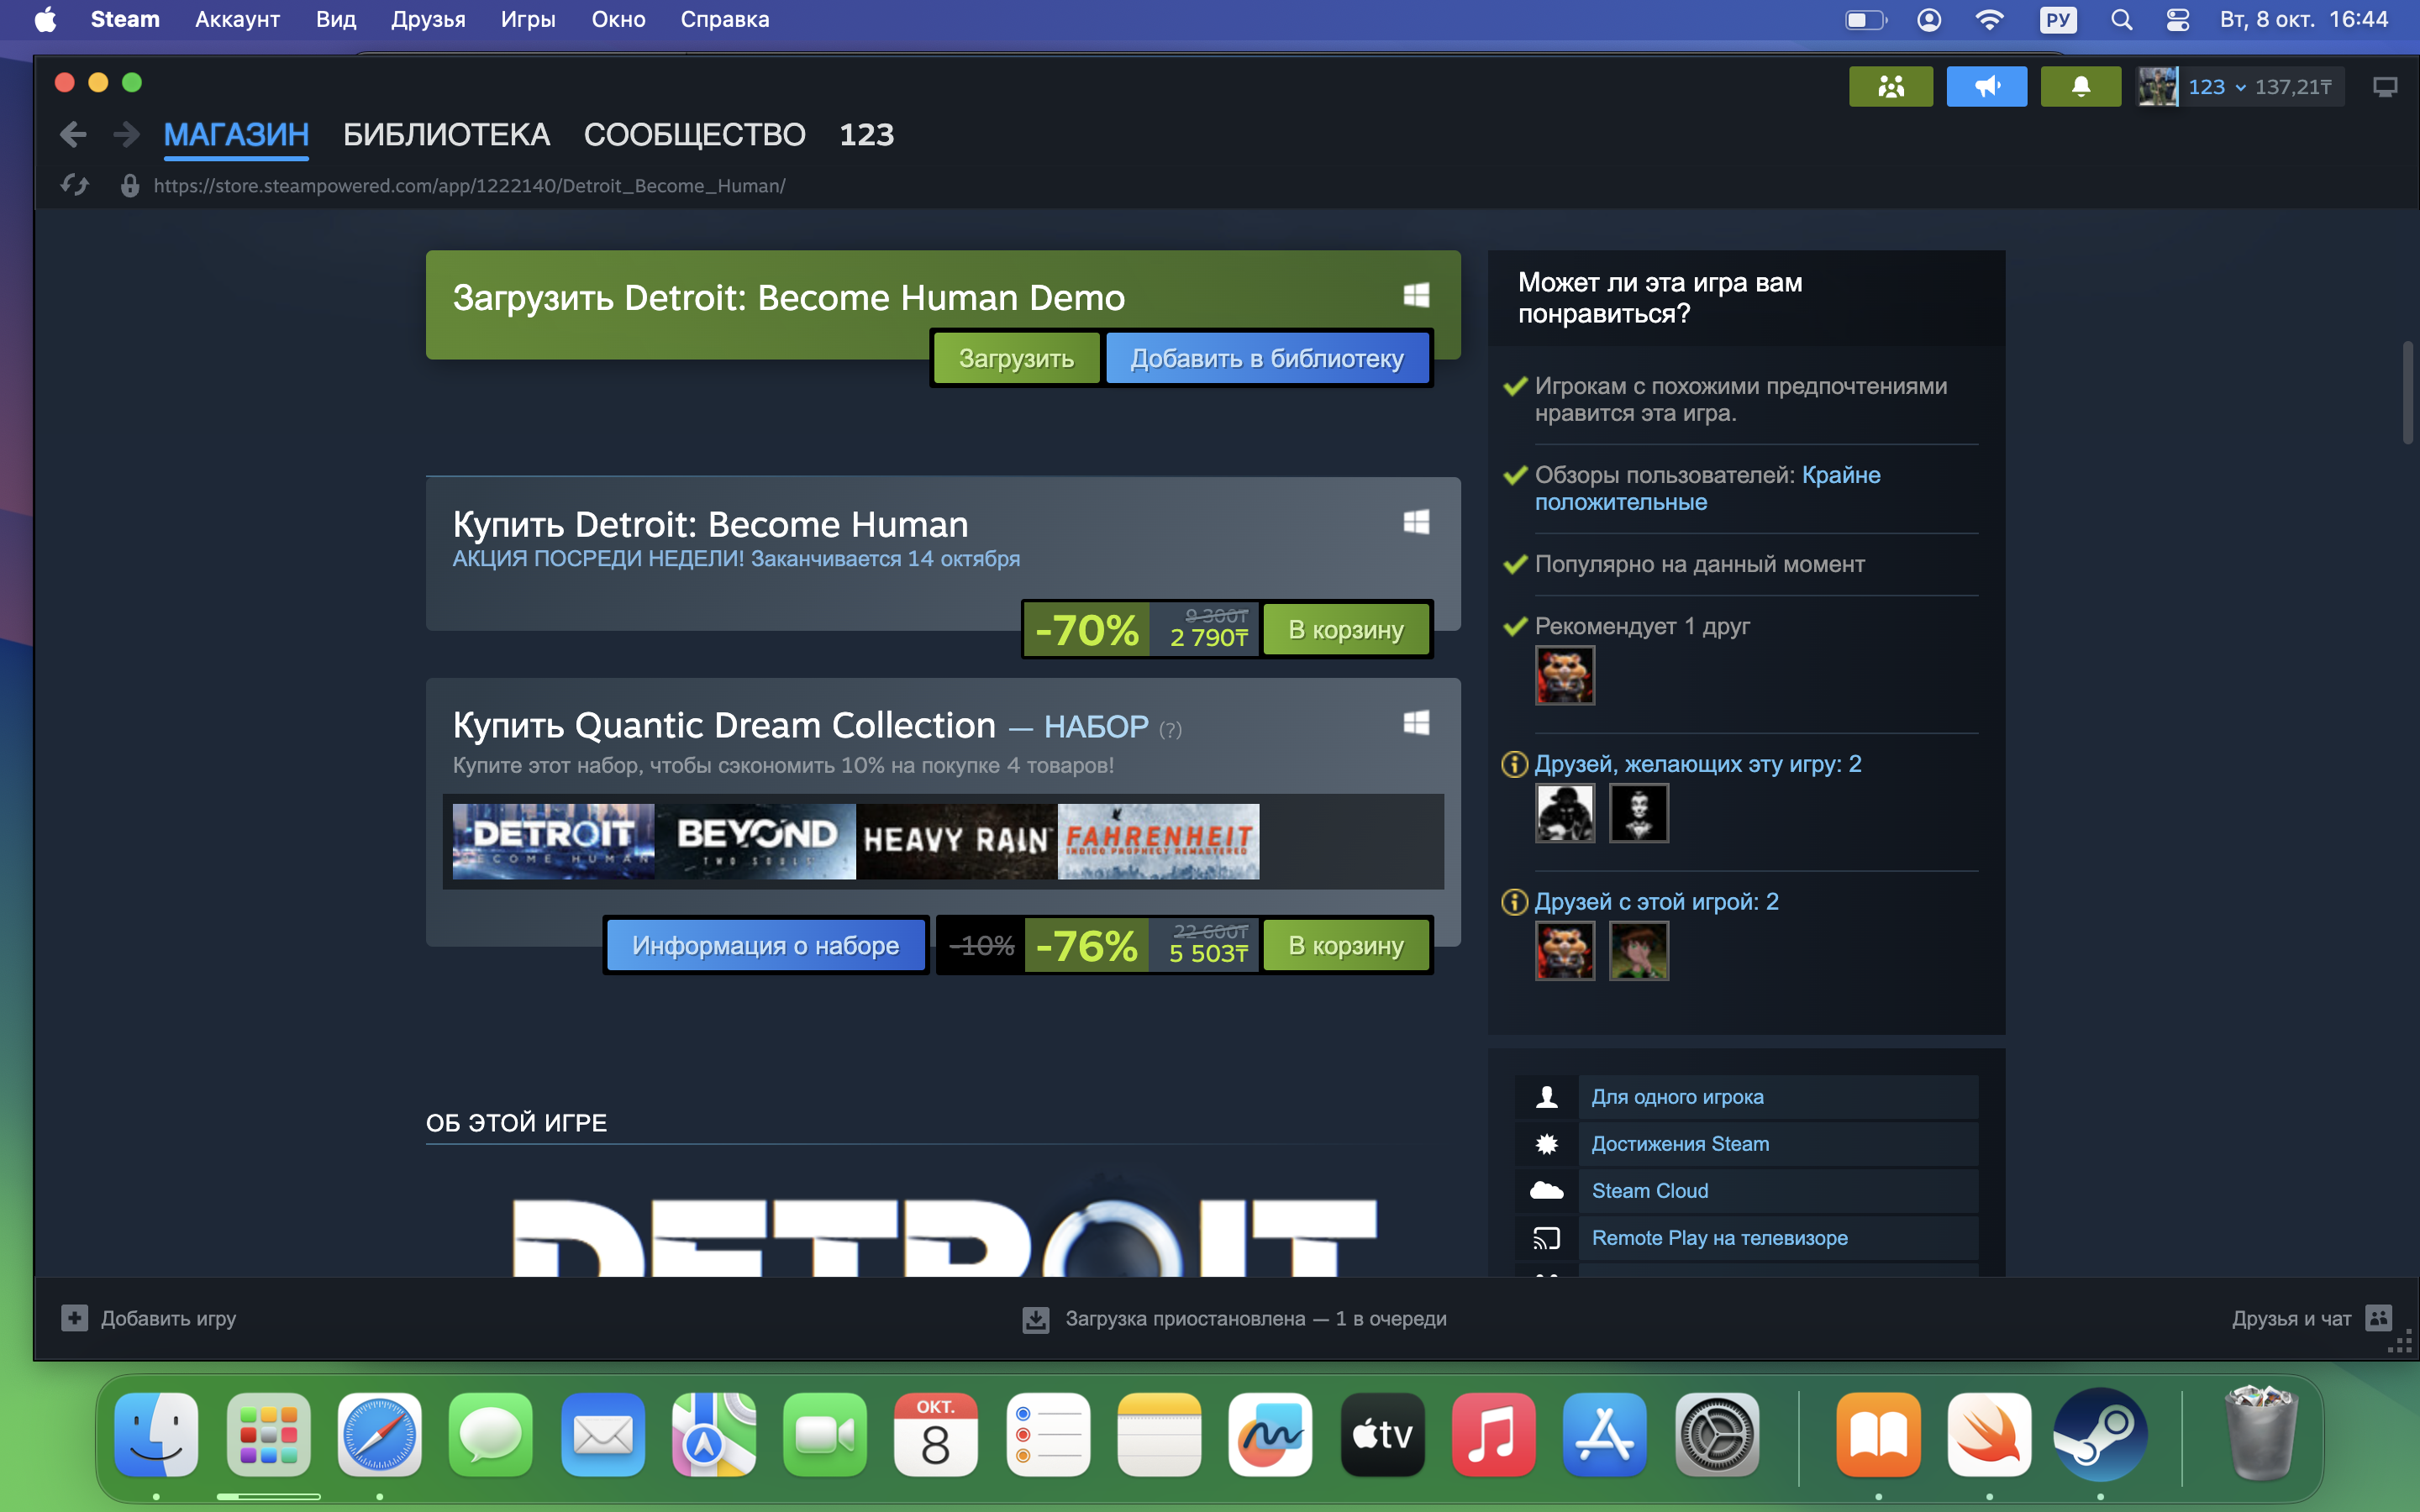 Steam Аккаунт Вид Друзья Игры Окно Справка
РУ Вт, 8 окт. 16:44
123 137,21₸
МАГАЗИН БИБЛИОТЕКА СООБЩЕСТВО 123
https://store.steampowered.com/app/1222140/Detroit_Become_Human/
Загрузить Detroit: Become Human Demo
Загрузить Добавить в библиотеку
Купить Detroit: Become Human
АКЦИЯ ПОСРЕДИ НЕДЕЛИ! Заканчивается 14 октября
-70% 9 300₸
2 790₸
В корзину
Купить Quantic Dream Collection — НАБОР (?)
Купите этот набор, чтобы сэкономить 10% на покупке 4 товаров!
DETROIT
BECOME HUMAN
BEYOND
TWO SOULS
HEAVY RAIN
FAHRENHEIT
INDIGO PROPHECY REMASTERED
Информация о наборе -10% -76% 22 600₸
5 503₸
В корзину
ОБ ЭТОЙ ИГРЕ
DETROIT
Может ли эта игра вам
понравиться?
Игрокам с похожими предпочтениями
нравится эта игра.
Обзоры пользователей: Крайне
положительные
Популярно на данный момент
Рекомендует 1 друг
Друзей, желающих эту игру: 2
Друзей с этой игрой: 2
Для одного игрока
Достижения Steam
Steam Cloud
Remote Play на телевизоре
Добавить игру
Загрузка приостановлена — 1 в очереди
Друзья и чат
ОКТ.
8
tv